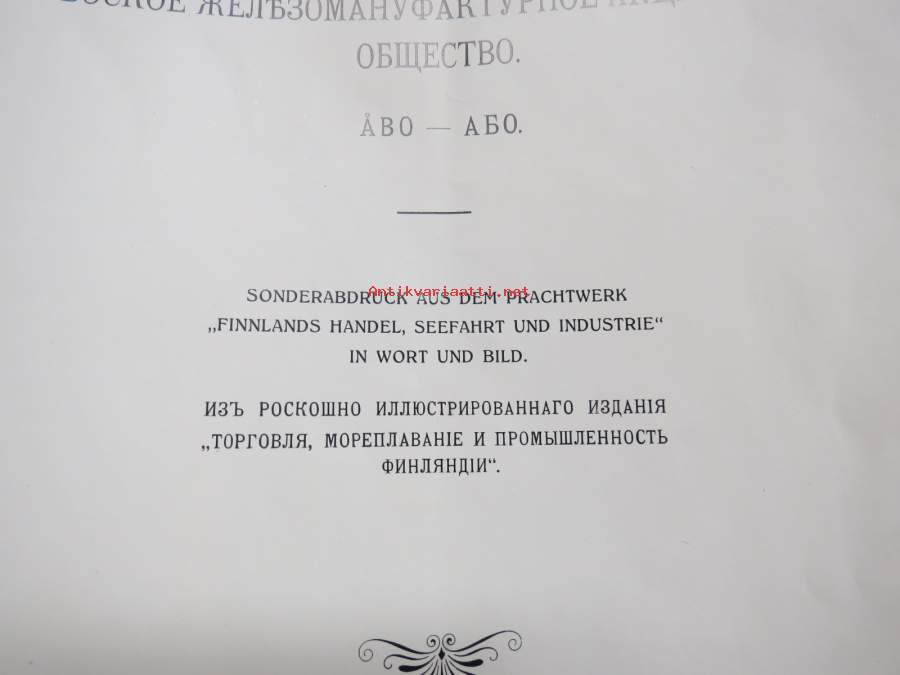 ЖЕЛѢЗОМАНУФАКТУРНОЕ
ОБЩЕСТВО.
ÅBO — АБО.
Antikvariaatti.net
SONDERABDRUCK AUS DEM PRACHTWERK
„FINNLANDS HANDEL, SEEFAHRT UND INDUSTRIE“
IN WORT UND BILD.
ИЗЪ РОСКОШНО ИЛЛЮСТРИРОВАННАГО ИЗДАНІЯ
„ТОРГОВЛЯ, МОРЕПЛАВАНІЕ И ПРОМЫШЛЕННОСТЬ
ФИНЛЯНДІИ“.